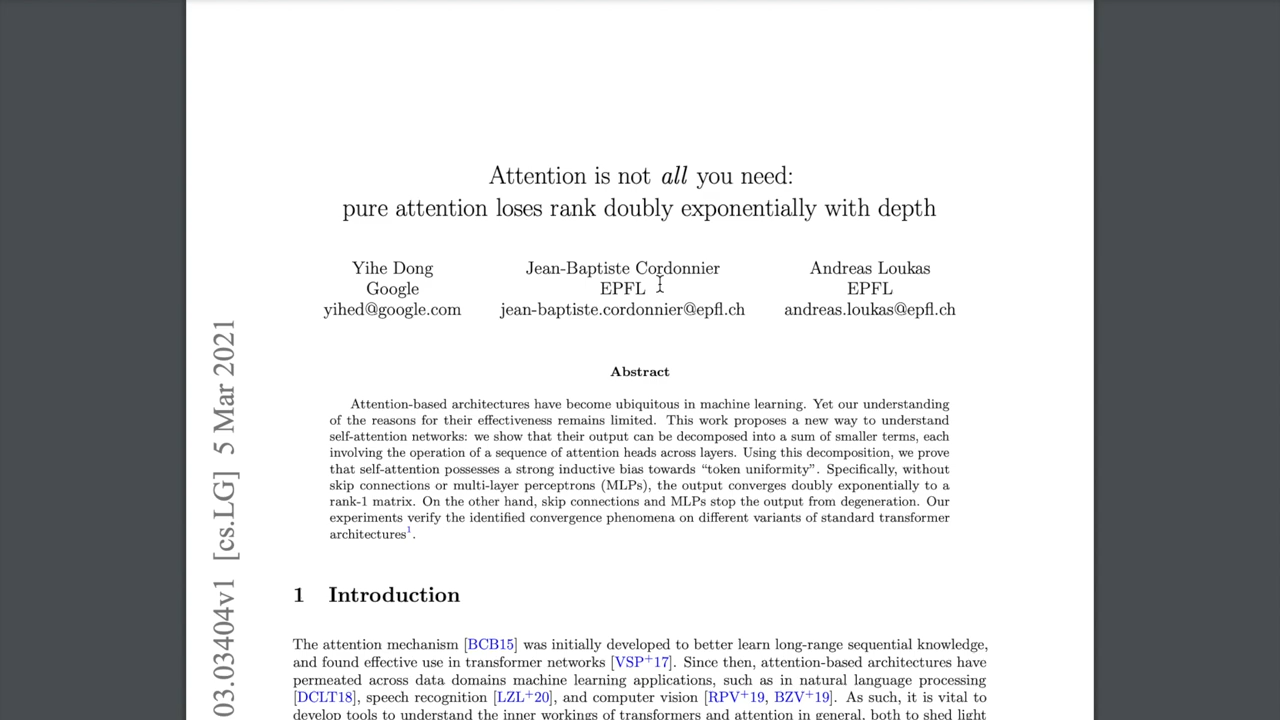 Attention is not all you need:
pure attention loses rank doubly exponentially with depth
Yihe Dong
Google
yihed@google.com
Jean-Baptiste Cordonnier
EPFL
jean-baptiste.cordonnier@epfl.ch
Andreas Loukas
EPFL
andreas.loukas@epfl.ch
Abstract
Attention-based architectures have become ubiquitous in machine learning. Yet our understanding
of the reasons for their effectiveness remains limited. This work proposes a new way to understand
self-attention networks: we show that their output can be decomposed into a sum of smaller terms, each
involving the operation of a sequence of attention heads across layers. Using this decomposition, we prove
that self-attention possesses a strong inductive bias towards “token uniformity”. Specifically, without
skip connections or multi-layer perceptrons (MLPs), the output converges doubly exponentially to a
rank-1 matrix. On the other hand, skip connections and MLPs stop the output from degeneration. Our
experiments verify the identified convergence phenomena on different variants of standard transformer
architectures1.
1 Introduction
The attention mechanism [BCB15] was initially developed to better learn long-range sequential knowledge,
and found effective use in transformer networks [VSP+17]. Since then, attention-based architectures have
permeated across data domains machine learning applications, such as in natural language processing
[DCLT18], speech recognition [LZL+20], and computer vision [RPV+19, BZV+19]. As such, it is vital to
develop tools to understand the inner workings of transformers and attention in general, both to shed light
03.03404v1 [cs.LG] 5 Mar 2021